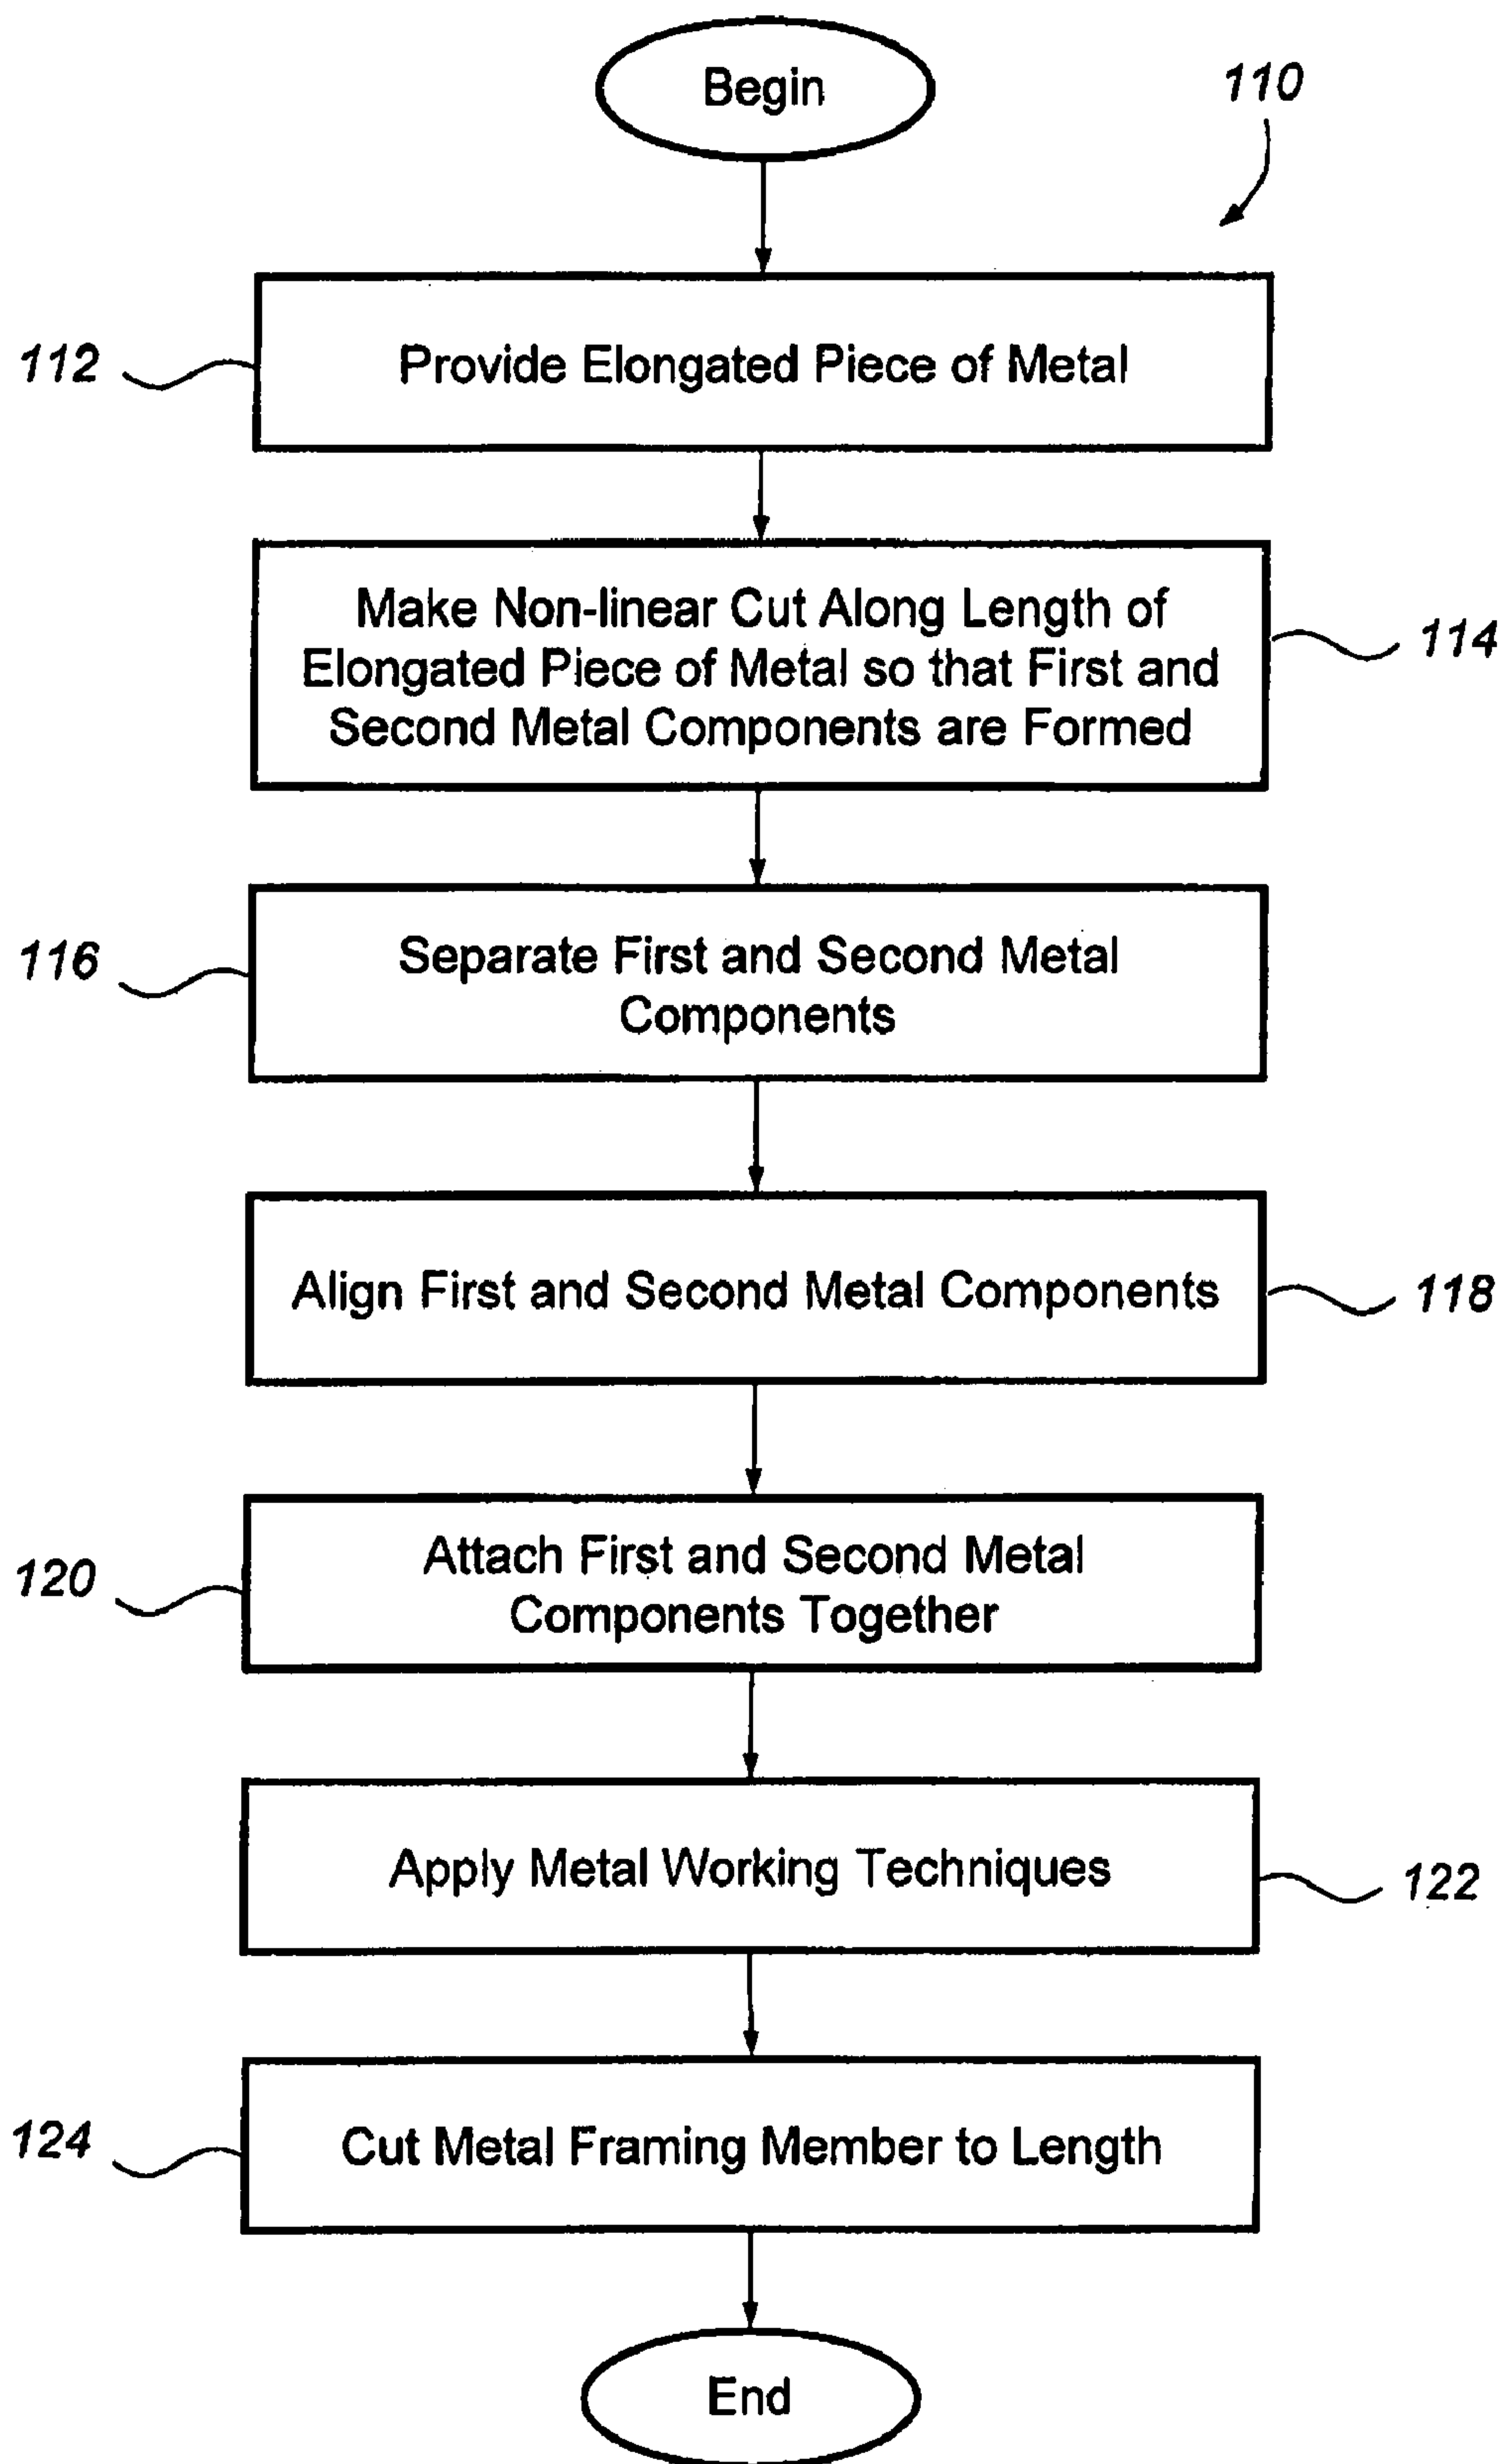 Begin
110
112
Provide Elongated Piece of Metal
Make Non-linear Cut Along Length of
Elongated Piece of Metal so that First and
Second Metal Components are Formed
114
116
Separate First and Second Metal
Components
Align First and Second Metal Components
118
120
Attach First and Second Metal
Components Together
Apply Metal Working Techniques
122
124
Cut Metal Framing Member to Length
End